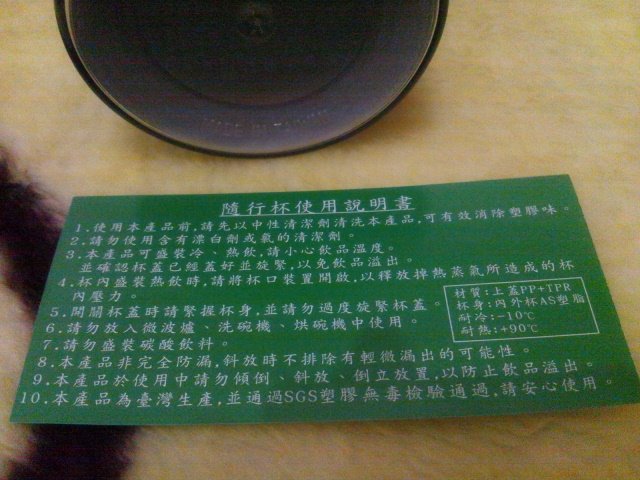 隨行杯使用說明書
1.使用本產品前,請先以中性清潔劑清洗本產品,可有效消除塑膠味。
2.請勿使用含有漂白劑或氯的清潔劑。
3.本產品可盛裝冷、熱飲,請小心飲品溫度。
並確認杯蓋已經蓋好並旋緊,以免飲品溢出。
4.杯內盛裝熱飲時,請將杯口裝置開啟,以釋放掉熱蒸氣所造成的杯
內壓力。
5.開關杯蓋時請緊握杯身,並請勿過度旋緊杯蓋。
6.請勿放入微波爐、洗碗機、烘碗機中使用。
7.請勿盛裝碳酸飲料。
8.本產品非完全防漏,斜放時不排除有輕微漏出的可能性。
9.本產品於使用中請勿傾倒、斜放、倒立放置,以防止飲品溢出。
10.本產品為臺灣生產,並通過SGS塑膠無毒檢驗通過,請安心使用。
材質:上蓋PP+TPR
杯身:內外杯AS塑脂
耐冷:-10℃
耐熱:+90℃